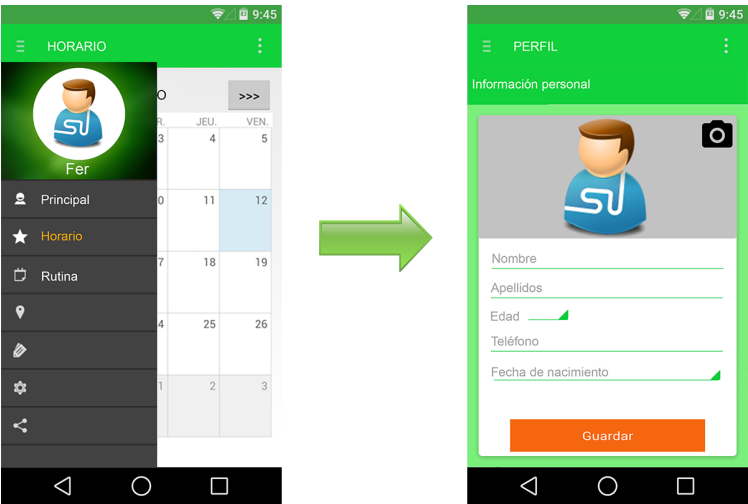 9:45
HORARIO
O
>>>
R. JEU. VEN.
3 4 5
Fer
Principal
0 11 12
Horario
7 18 19
Rutina
4 25 26
1 2 3
9:45
PERFIL
Información personal
Nombre
Apellidos
Edad
Teléfono
Fecha de nacimiento
Guardar